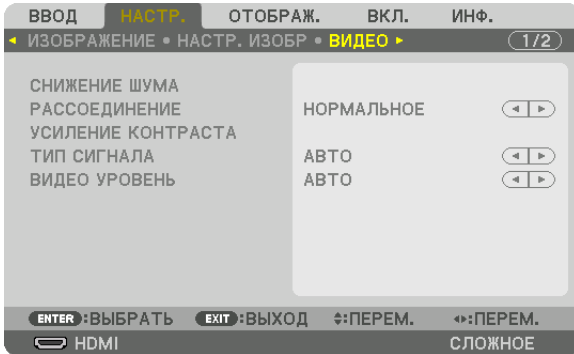 ВВОД НАСТР. ОТОБРАЖ. ВКЛ. ИНФ.
◄ ИЗОБРАЖЕНИЕ • НАСТР. ИЗОБР • ВИДЕО ► 1/2
СНИЖЕНИЕ ШУМА
РАССОЕДИНЕНИЕ НОРМАЛЬНОЕ ◄ ►
УСИЛЕНИЕ КОНТРАСТА
ТИП СИГНАЛА АВТО ◄ ►
ВИДЕО УРОВЕНЬ АВТО ◄ ►
ENTER :ВЫБРАТЬ EXIT :ВЫХОД ♦:ПЕРЕМ. ◂▸:ПЕРЕМ.
HDMI СЛОЖНОЕ